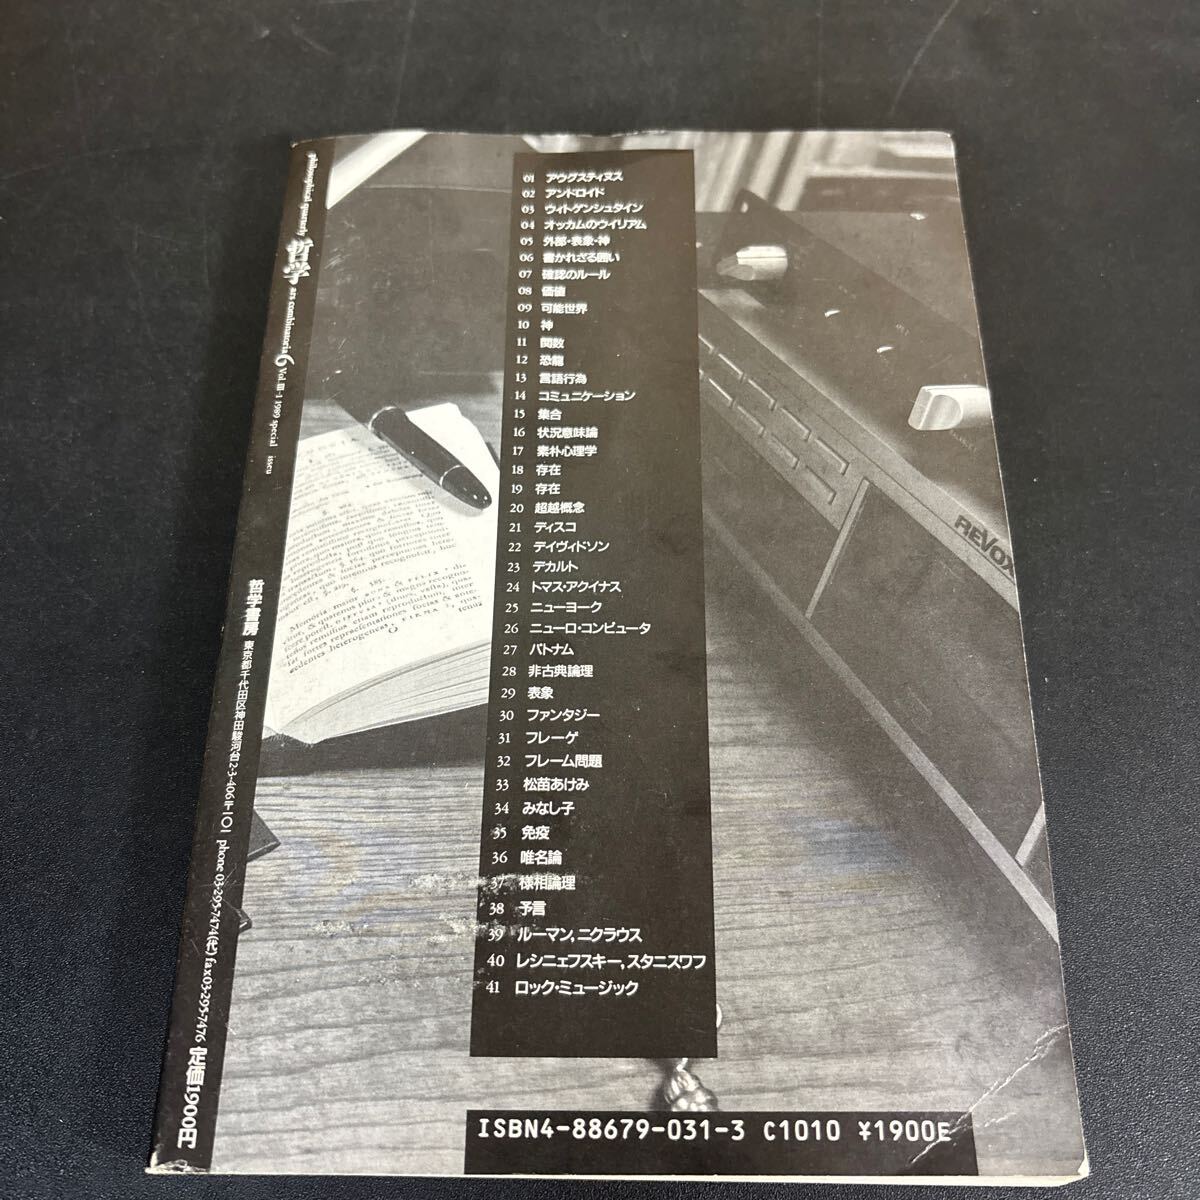 philosophical quarterly 哲学 ars combinatoria 6 Vol. III-1 1989 special issue
哲学書房 東京都千代田区神田駿河台2-3-406 〒101 phone 03-295-7474(代) fax03-295-7476 定価1900円
01 アウグスティヌス
02 アンドロイド
03 ウィトゲンシュタイン
04 オッカムのウイリアム
05 外部・表象・神
06 書かれざる囲い
07 確認のルール
08 価値
09 可能世界
10 神
11 関数
12 恐龍
13 言語行為
14 コミュニケーション
15 集合
16 状況意味論
17 素朴心理学
18 存在
19 存在
20 超越概念
21 ディスコ
22 デイヴィドソン
23 デカルト
24 トマス・アクイナス
25 ニューヨーク
26 ニューロ・コンピュータ
27 パトナム
28 非古典論理
29 表象
30 ファンタジー
31 フレーゲ
32 フレーム問題
33 松苗あけみ
34 みなし子
35 免疫
36 唯名論
37 様相論理
38 予言
39 ルーマン,ニクラウス
40 レシニェフスキー,スタニスワフ
41 ロック・ミュージック
REVOX
ISBN4-88679-031-3 C1010 ¥1900E